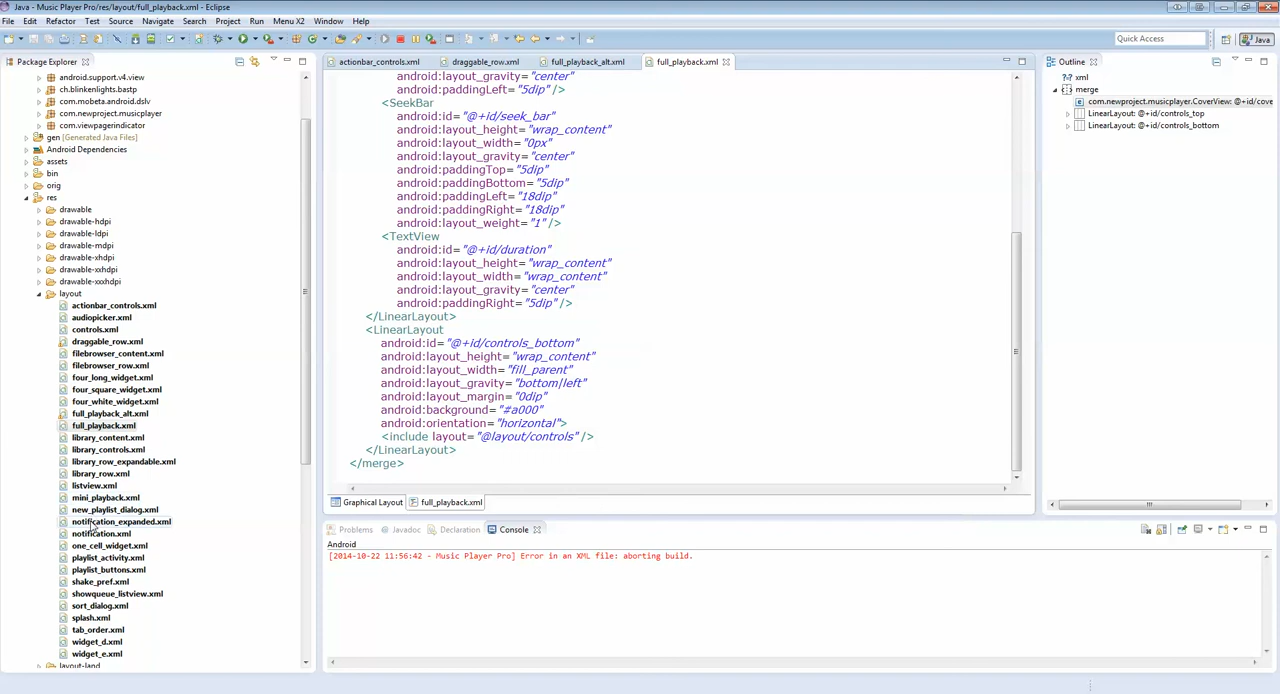 Java - Music Player Pro/res/layout/full_playback.xml - Eclipse
File Edit Refactor Test Source Navigate Search Project Run Menu X2 Window Help
Quick Access
Java
Package Explorer
android.support.v4.view
ch.blinkenlights.bastp
com.mobeta.android.dslv
com.newproject.musicplayer
com.viewpagerindicator
gen [Generated Java Files]
Android Dependencies
assets
bin
orig
res
drawable
drawable-hdpi
drawable-ldpi
drawable-mdpi
drawable-xhdpi
drawable-xxhdpi
drawable-xxxhdpi
layout
actionbar_controls.xml
audiopicker.xml
controls.xml
draggable_row.xml
filebrowser_content.xml
filebrowser_row.xml
four_long_widget.xml
four_square_widget.xml
four_white_widget.xml
full_playback_alt.xml
full_playback.xml
library_content.xml
library_controls.xml
library_row_expandable.xml
library_row.xml
listview.xml
mini_playback.xml
new_playlist_dialog.xml
notification_expanded.xml
notification.xml
one_cell_widget.xml
playlist_activity.xml
playlist_buttons.xml
shake_pref.xml
showqueue_listview.xml
sort_dialog.xml
splash.xml
tab_order.xml
widget_d.xml
widget_e.xml
layout-land
actionbar_controls.xml draggable_row.xml full_playback_alt.xml full_playback.xml
android:layout_gravity="center"
android:paddingLeft="5dip" />
<SeekBar
android:id="@+id/seek_bar"
android:layout_height="wrap_content"
android:layout_width="0px"
android:layout_gravity="center"
android:paddingTop="5dip"
android:paddingBottom="5dip"
android:paddingLeft="18dip"
android:paddingRight="18dip"
android:layout_weight="1" />
<TextView
android:id="@+id/duration"
android:layout_height="wrap_content"
android:layout_width="wrap_content"
android:layout_gravity="center"
android:paddingRight="5dip" />
</LinearLayout>
<LinearLayout
android:id="@+id/controls_bottom"
android:layout_height="wrap_content"
android:layout_width="fill_parent"
android:layout_gravity="bottom|left"
android:layout_margin="0dip"
android:background="#a000"
android:orientation="horizontal">
<include layout="@layout/controls" />
</LinearLayout>
</merge>
Graphical Layout full_playback.xml
Problems Javadoc Declaration Console
Android
[2014-10-22 11:56:42 - Music Player Pro] Error in an XML file: aborting build.
Outline
xml
merge
com.newproject.musicplayer.CoverView: @+id/cove
LinearLayout: @+id/controls_top
LinearLayout: @+id/controls_bottom